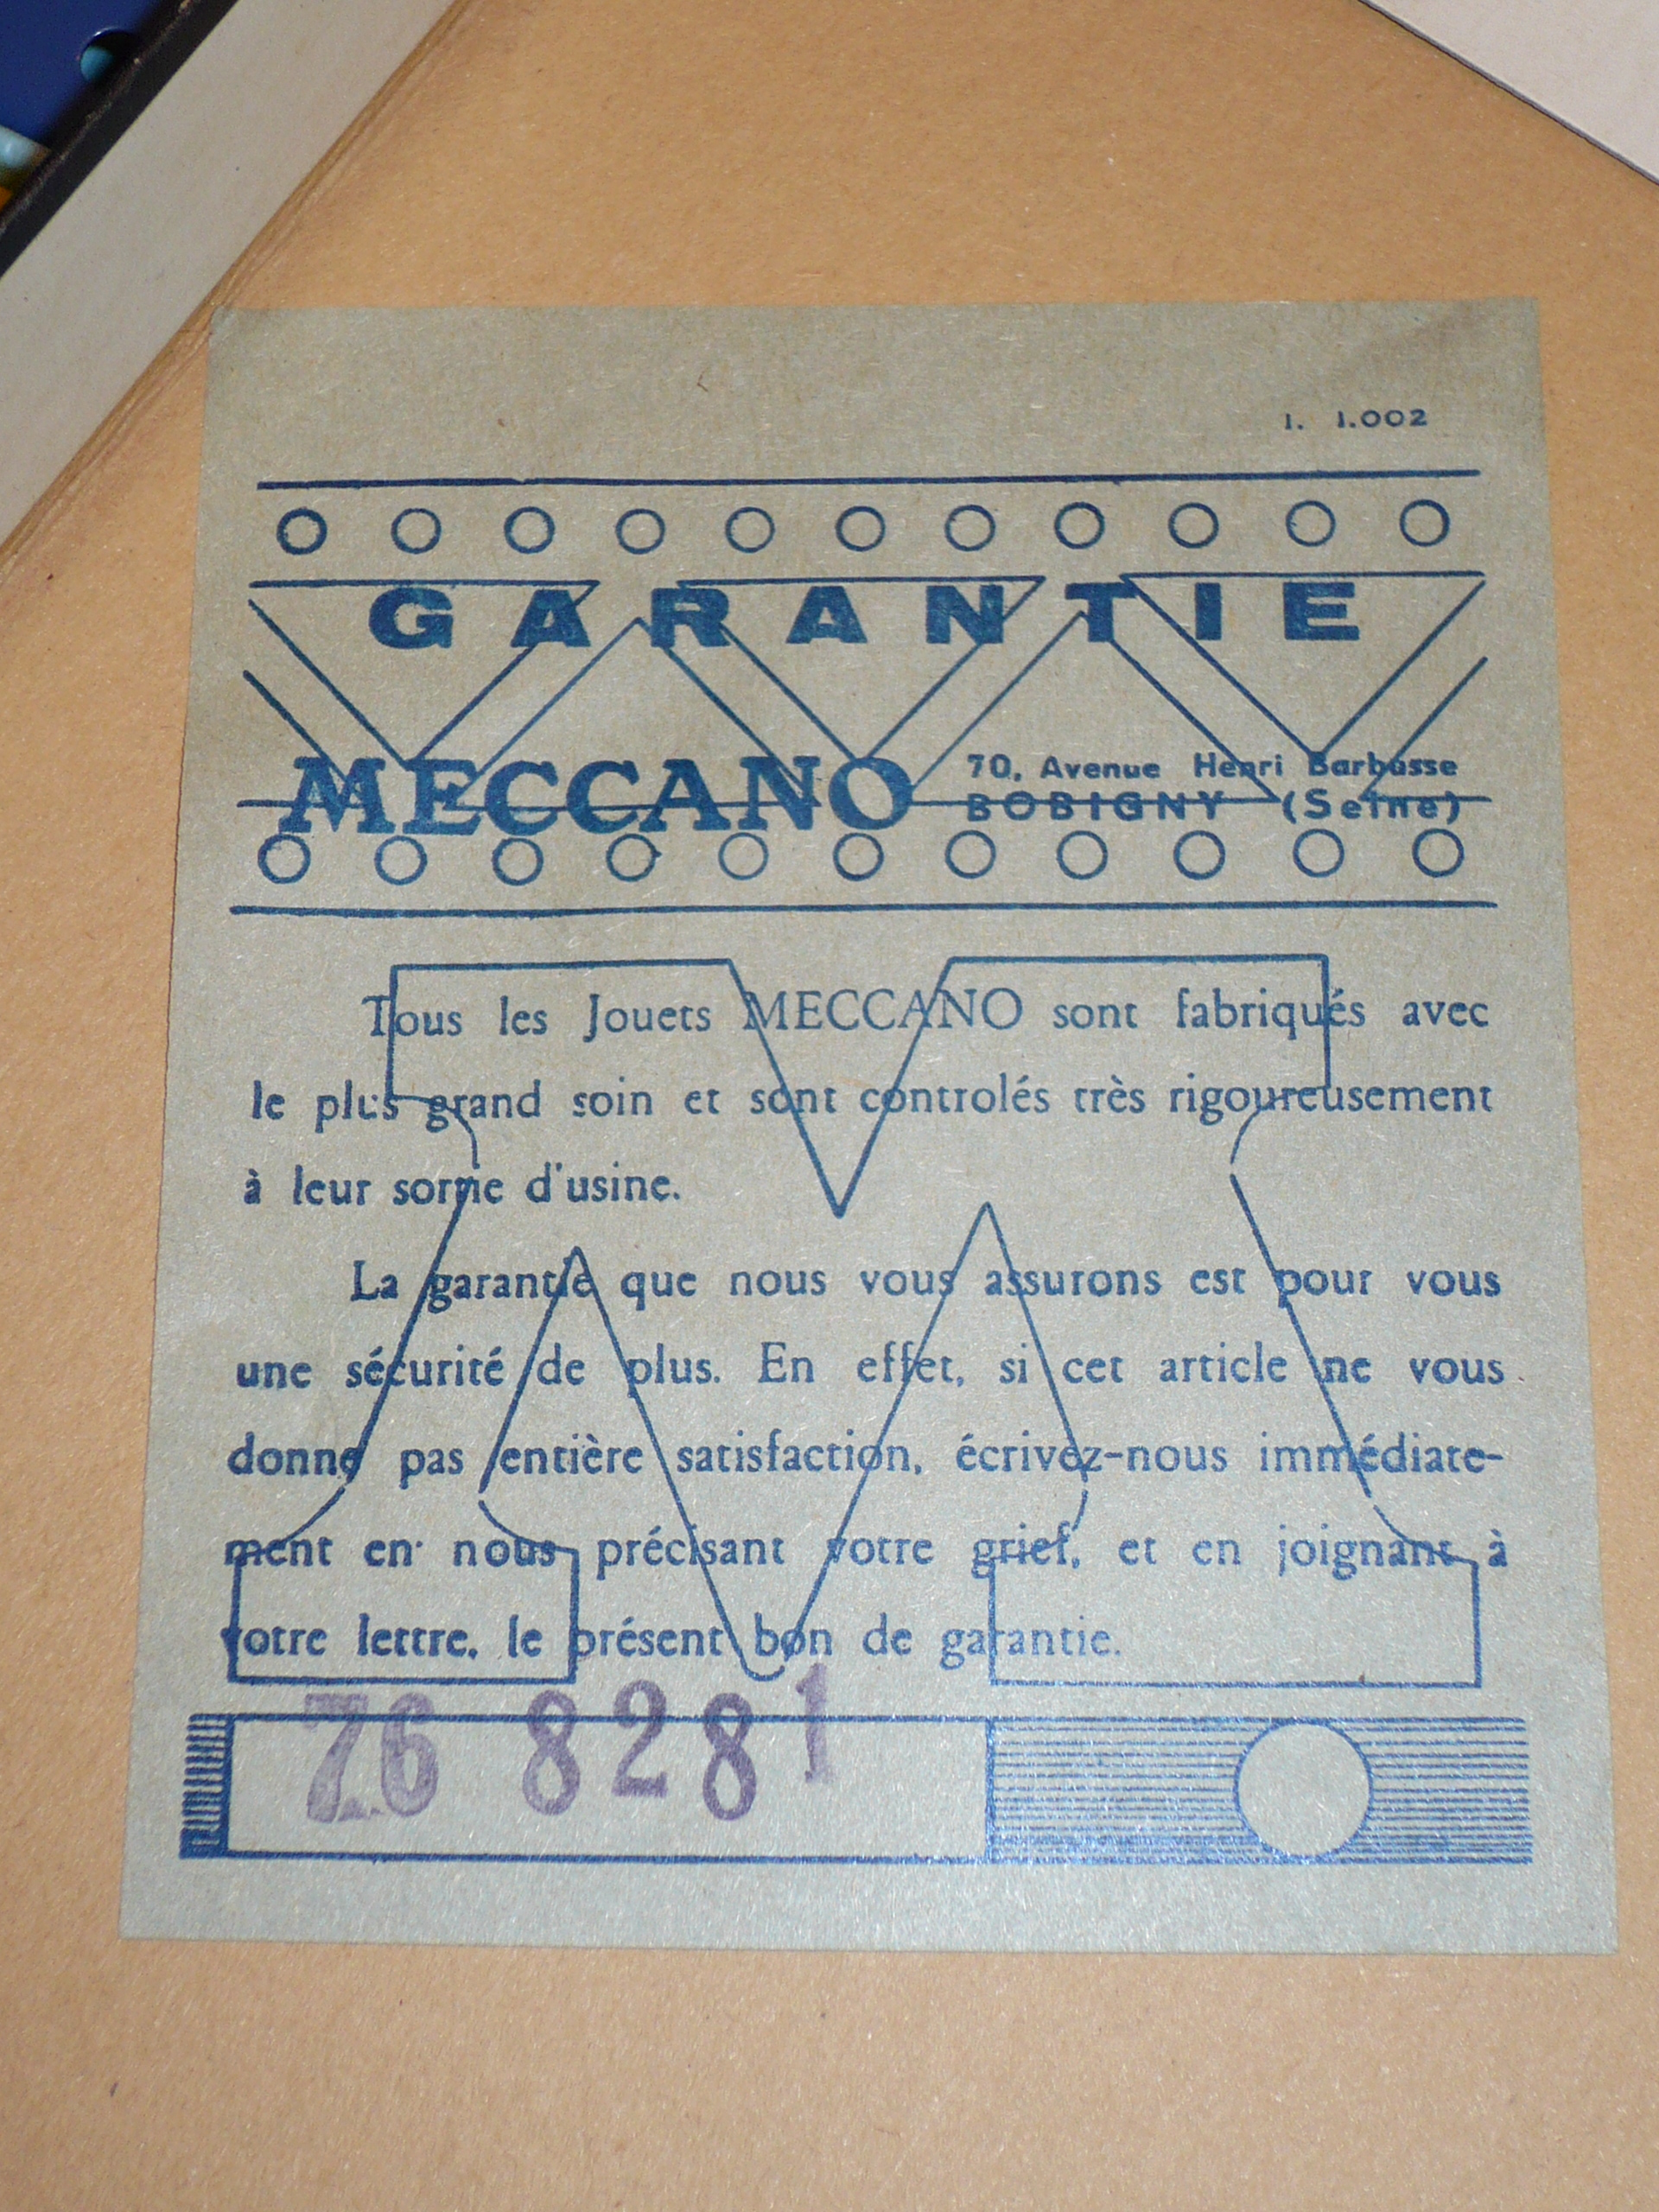 1. 1.002
GARANTIE
MECCANO 70, Avenue Henri Barbusse
BOBIGNY (Seine)
Tous les Jouets MECCANO sont fabriqués avec
le plus grand soin et sont controlés très rigoureusement
à leur sortie d'usine.
La garantie que nous vous assurons est pour vous
une sécurité de plus. En effet, si cet article ne vous
donne pas entière satisfaction, écrivez-nous immédiate-
ment en nous précisant votre grief, et en joignant à
votre lettre, le présent bon de garantie.
76 8281